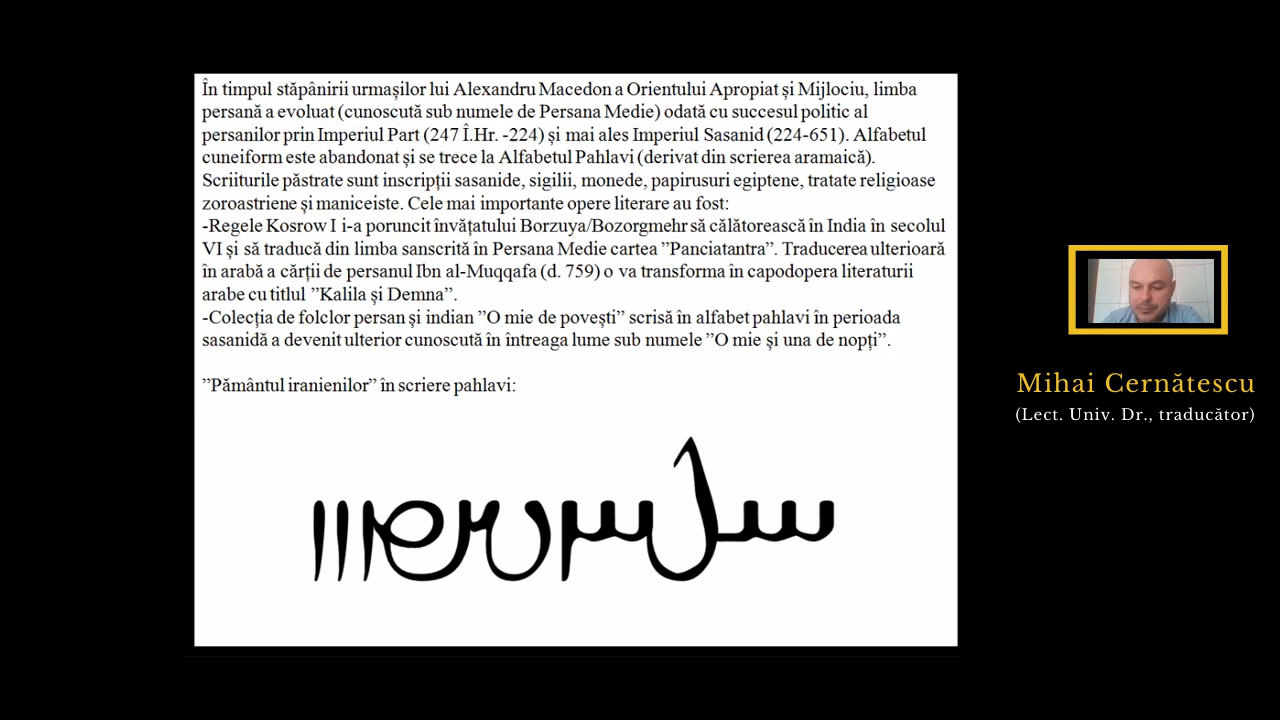 În timpul stăpânirii urmașilor lui Alexandru Macedon a Orientului Apropiat și Mijlociu, limba
persană a evoluat (cunoscută sub numele de Persana Medie) odată cu succesul politic al
persanilor prin Imperiul Part (247 Î.Hr. -224) și mai ales Imperiul Sasanid (224-651). Alfabetul
cuneiform este abandonat și se trece la Alfabetul Pahlavi (derivat din scrierea aramaică).
Scriiturile păstrate sunt inscripții sasanide, sigilii, monede, papirusuri egiptene, tratate religioase
zoroastriene și maniceiste. Cele mai importante opere literare au fost:
-Regele Kosrow I i-a poruncit învățatului Borzuya/Bozorgmehr să călătorească în India în secolul
VI și să traducă din limba sanscrită în Persana Medie cartea ”Panciatantra”. Traducerea ulterioară
în arabă a cărții de persanul Ibn al-Muqqafa (d. 759) o va transforma în capodopera literaturii
arabe cu titlul ”Kalila și Demna”.
-Colecția de folclor persan și indian ”O mie de povești” scrisă în alfabet pahlavi în perioada
sasanidă a devenit ulterior cunoscută în întreaga lume sub numele ”O mie și una de nopți”.
”Pământul iranienilor” în scriere pahlavi:
Mihai Cernătescu
(Lect. Univ. Dr., traducător)